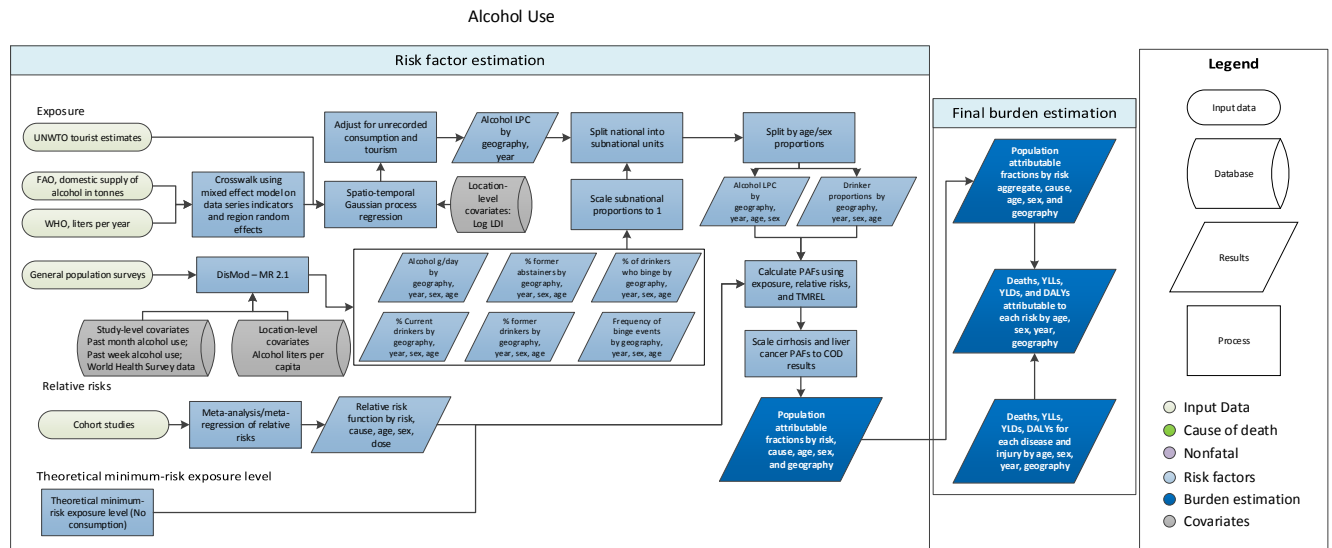 Alcohol Use
Risk factor estimation
Exposure
UNWTO tourist estimates
FAO, domestic supply of
alcohol in tonnes
WHO, liters per year
Crosswalk using
mixed effect model on
data series indicators
and region random
effects
Adjust for unrecorded
consumption and
tourism
Spatio-temporal
Gaussian process
regression
Alcohol LPC
by
geography,
year
Location-
level
covariates:
Log LDI
Split national into
subnational units
Scale subnational
proportions to 1
Split by age/sex
proportions
Alcohol LPC
by
geography,
year, age, sex
Drinker
proportions by
geography,
year, sex, age
General population surveys
DisMod – MR 2.1
Study-level covariates
Past month alcohol use;
Past week alcohol use;
World Health Survey data
Location-level
covariates
Alcohol liters per
capita
Alcohol g/day
by
geography,
year, sex, age
% former
abstainers by
geography,
year, sex, age
% of drinkers
who binge by
geography,
year, sex, age
% Current
drinkers by
geography,
year, sex, age
% former
drinkers by
geography,
year, sex, age
Frequency of
binge events
by geography,
year, sex, age
Calculate PAFs using
exposure, relative risks,
and TMREL
Scale cirrhosis and liver
cancer PAFs to COD
results
Population
attributable
fractions by risk,
cause, age, sex,
and geography
Relative risks
Cohort studies
Meta-analysis/meta-
regression of relative
risks
Relative risk
function by risk,
cause, age, sex,
dose
Theoretical minimum-risk exposure level
Theoretical minimum-
risk exposure level (No
consumption)
Final burden estimation
Population
attributable
fractions by risk
aggregate, cause,
age, sex, and
geography
Deaths, YLLs,
YLDs, and DALYs
attributable to
each risk by age,
sex, year,
geography
Deaths, YLLs,
YLDs, DALYs for
each disease and
injury by age, sex,
year, geography
Legend
Input data
Database
Results
Process
Input Data
Cause of death
Nonfatal
Risk factors
Burden estimation
Covariates